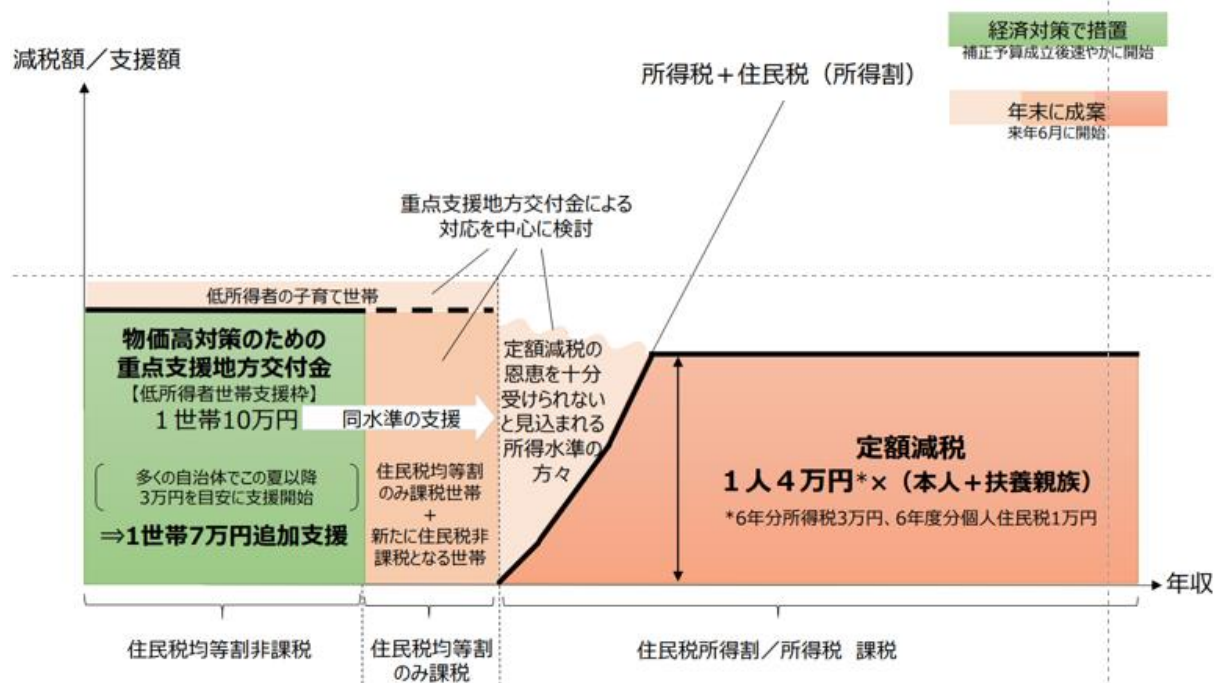 経済対策で措置
補正予算成立後速やかに開始
年末に成案
来年6月に開始
減税額／支援額
所得税＋住民税（所得割）
重点支援地方交付金による
対応を中心に検討
低所得者の子育て世帯
物価高対策のための
重点支援地方交付金
【低所得者世帯支援枠】
１世帯10万円
同水準の支援
多くの自治体でこの夏以降
3万円を目安に支援開始
⇒1世帯7万円追加支援
住民税均等割
のみ課税世帯
＋
新たに住民税非
課税となる世帯
定額減税の
恩恵を十分
受けられない
と見込まれる
所得水準の
方々
定額減税
１人４万円*×（本人＋扶養親族）
*6年分所得税3万円、6年度分個人住民税1万円
年収
住民税均等割非課税
住民税均等割
のみ課税
住民税所得割／所得税 課税